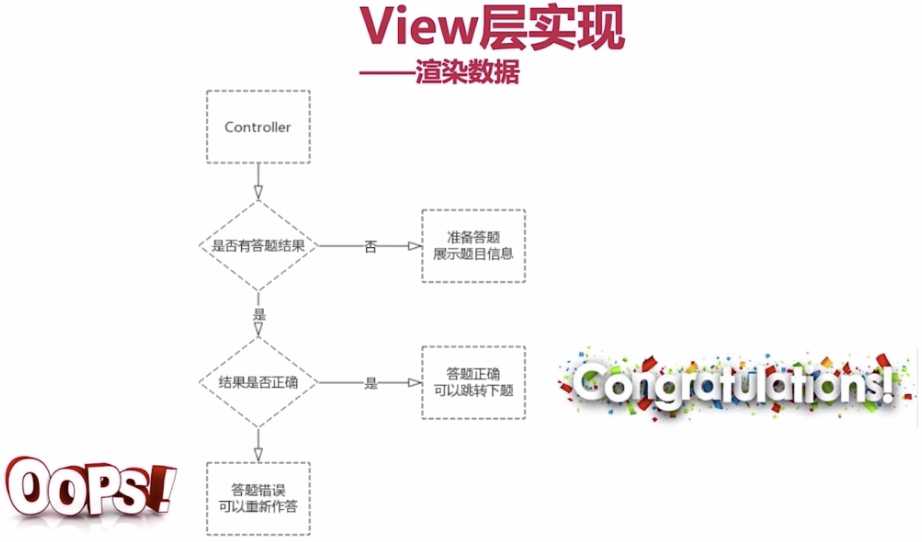 View层实现
——渲染数据
Controller
是否有答题结果
否
准备答题
展示题目信息
是
结果是否正确
是
答题正确
可以跳转下题
Congratulations!
OOPS!
答题错误
可以重新作答